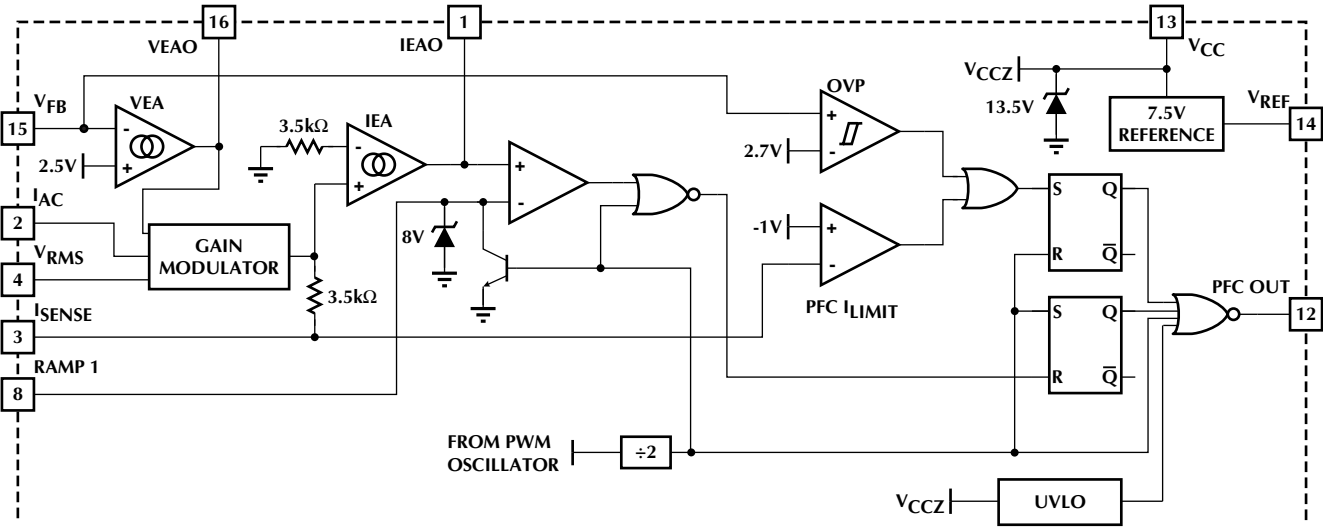 16
1
13
VEAO
IEAO
VCC
VCCZ
VFB
VEA
OVP
13.5V
7.5V
REFERENCE
VREF
15
-
+
2.5V
3.5kΩ
IEA
-
+
+
-
2.7V
14
IAC
2
+
-
S
Q
8V
-1V
+
-
VRMS
GAIN
MODULATOR
R
Q
4
3.5kΩ
PFC ILIMIT
PFC OUT
ISENSE
3
S
Q
12
RAMP 1
8
R
Q
FROM PWM
OSCILLATOR
÷2
VCCZ
UVLO